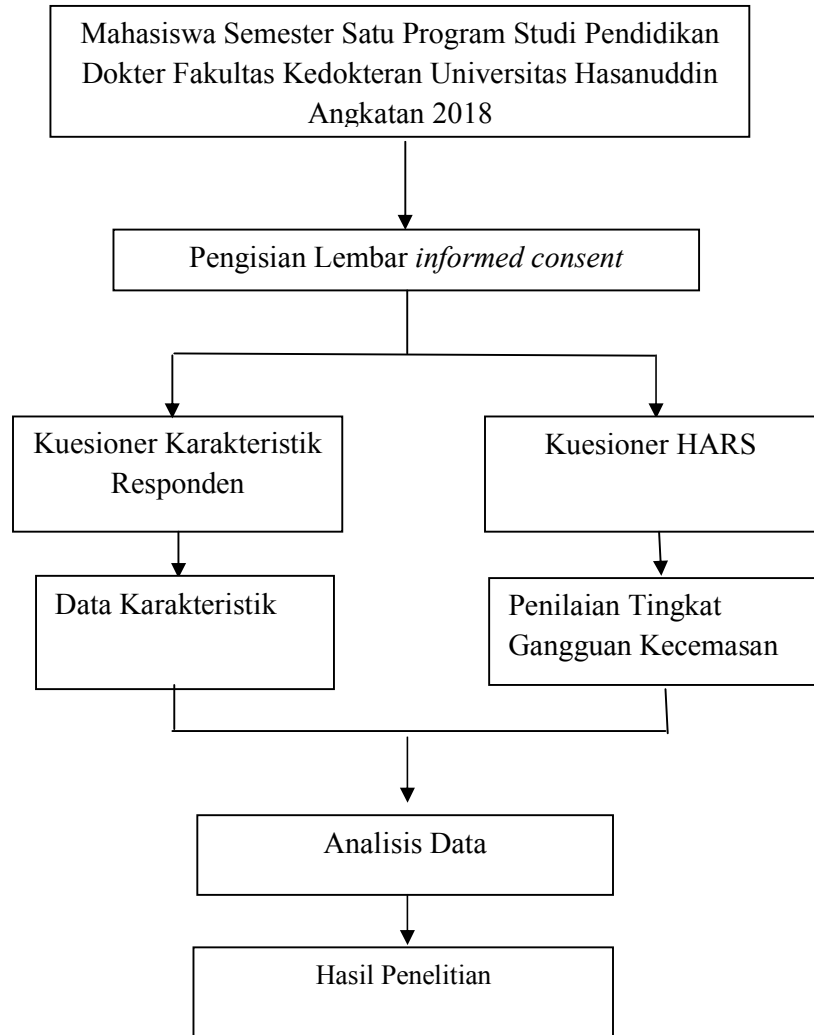 Mahasiswa Semester Satu Program Studi Pendidikan
Dokter Fakultas Kedokteran Universitas Hasanuddin
Angkatan 2018
Pengisian Lembar informed consent
Kuesioner Karakteristik
Responden
Kuesioner HARS
Data Karakteristik
Penilaian Tingkat
Gangguan Kecemasan
Analisis Data
Hasil Penelitian